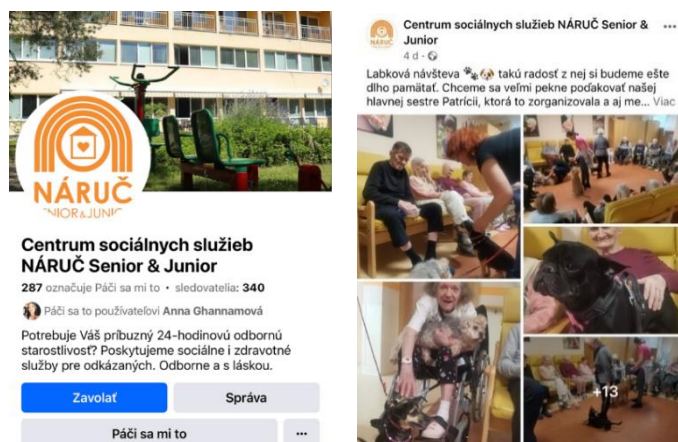 NÁRUČ
Centrum sociálnych služieb
NÁRUČ Senior & Junior
287 označuje Páči sa mi to • sledovatelia: 340
Páči sa to používateľovi Anna Ghannamová
Potrebuje Váš príbuzný 24-hodinovú odbornú
starostlivosť? Poskytujeme sociálne i zdravotné
služby pre odkázaných. Odborne a s láskou.
Zavolať
Správa
Páči sa mi to
...
Centrum sociálnych služieb NÁRUČ Senior &
Junior
...
4 d ·
Labková návšteva 🐾🐶 takú radosť z nej si budeme ešte
dlho pamätať. Chceme sa veľmi pekne poďakovať našej
hlavnej sestre Patrícii, ktorá to zorganizovala a aj me... Viac
+13